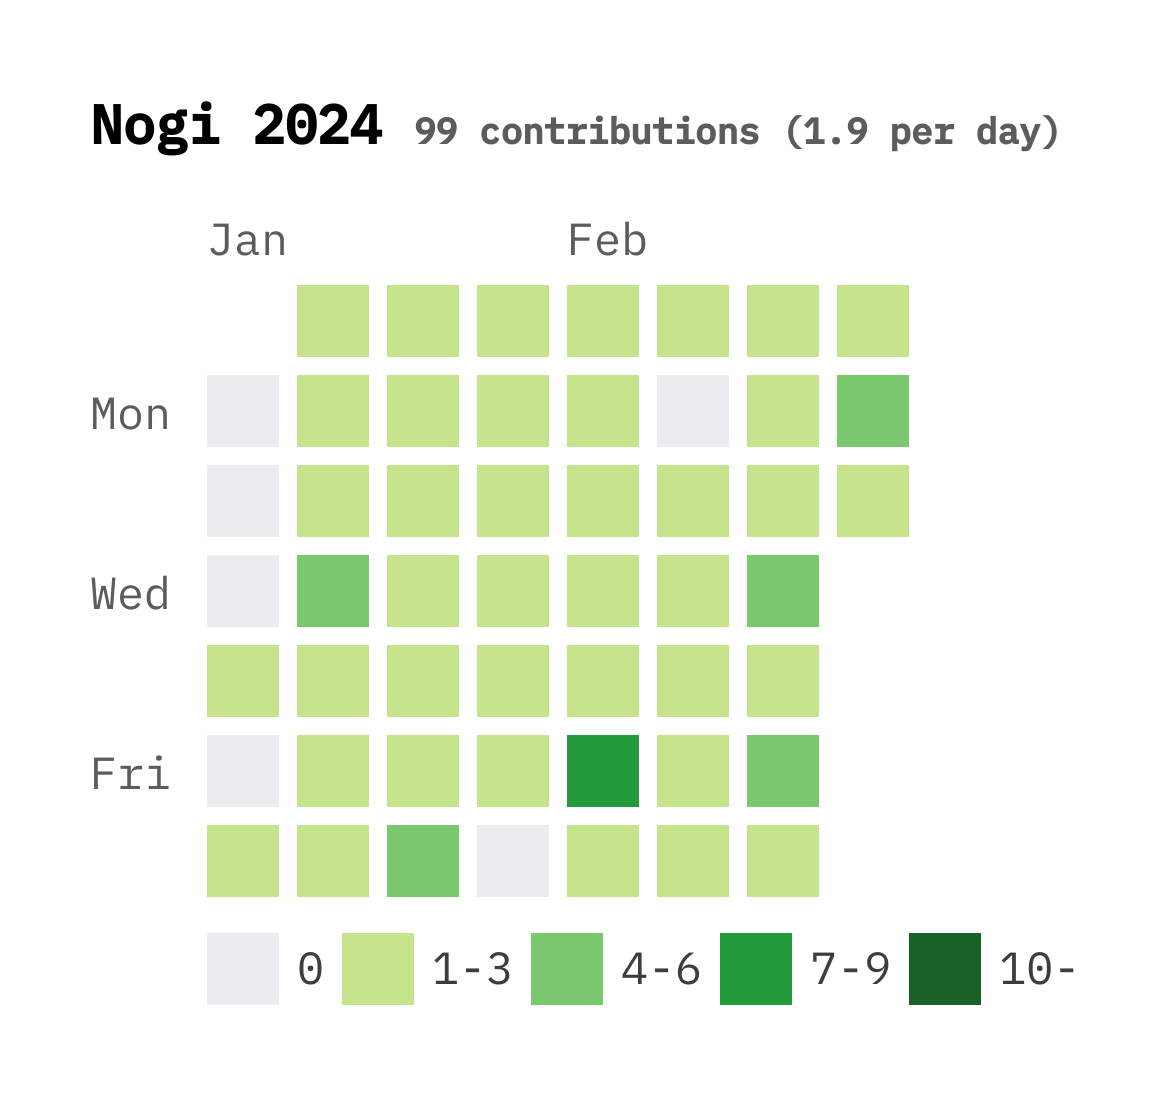 Nogi 2024 99 contributions (1.9 per day)
Jan Feb
Mon
Wed
Fri
0 1-3 4-6 7-9 10-